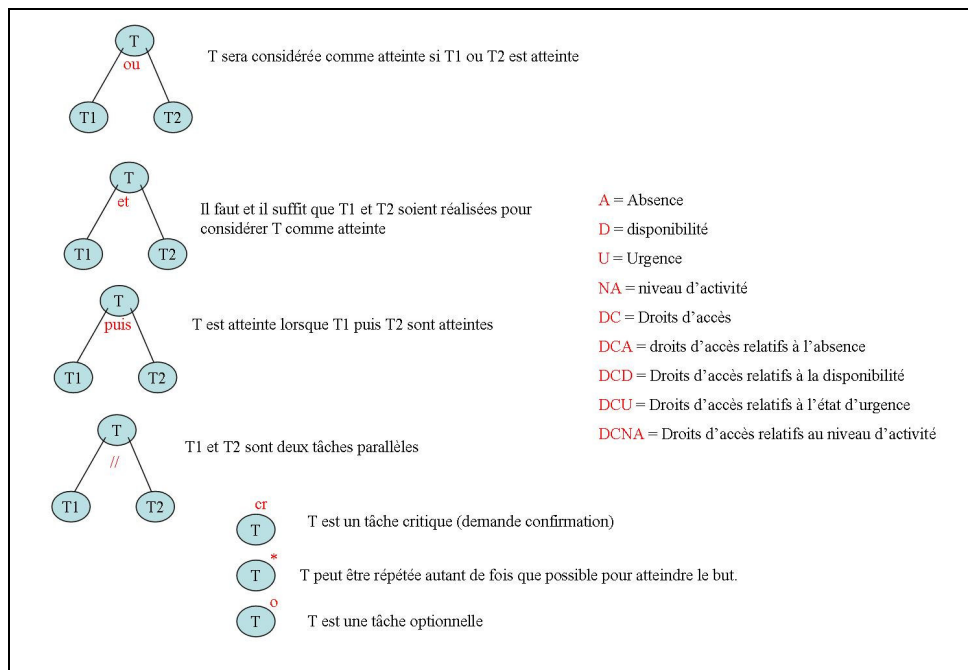 T
ou
T1
T2
T sera considérée comme atteinte si T1 ou T2 est atteinte
T
et
T1
T2
Il faut et il suffit que T1 et T2 soient réalisées pour
considérer T comme atteinte
T
puis
T1
T2
T est atteinte lorsque T1 puis T2 sont atteintes
T
//
T1
T2
T1 et T2 sont deux tâches parallèles
cr
T
T est un tâche critique (demande confirmation)
*
T
T peut être répétée autant de fois que possible pour atteindre le but.
o
T
T est une tâche optionnelle
A = Absence
D = disponibilité
U = Urgence
NA = niveau d’activité
DC = Droits d’accès
DCA = droits d’accès relatifs à l’absence
DCD = Droits d’accès relatifs à la disponibilité
DCU = Droits d’accès relatifs à l’état d’urgence
DCNA = Droits d’accès relatifs au niveau d’activité